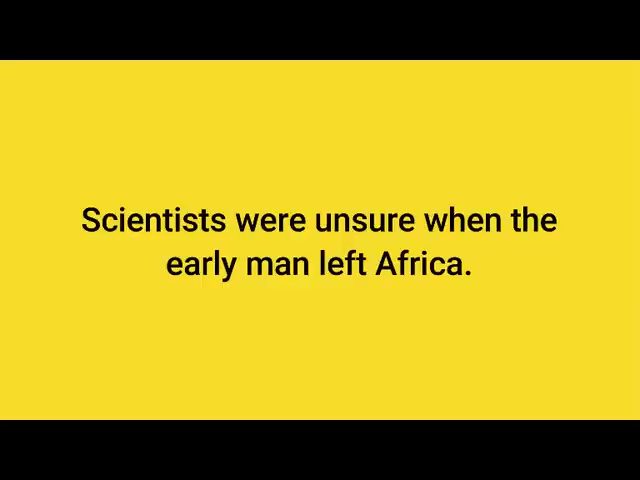 Scientists were unsure when the
early man left Africa.